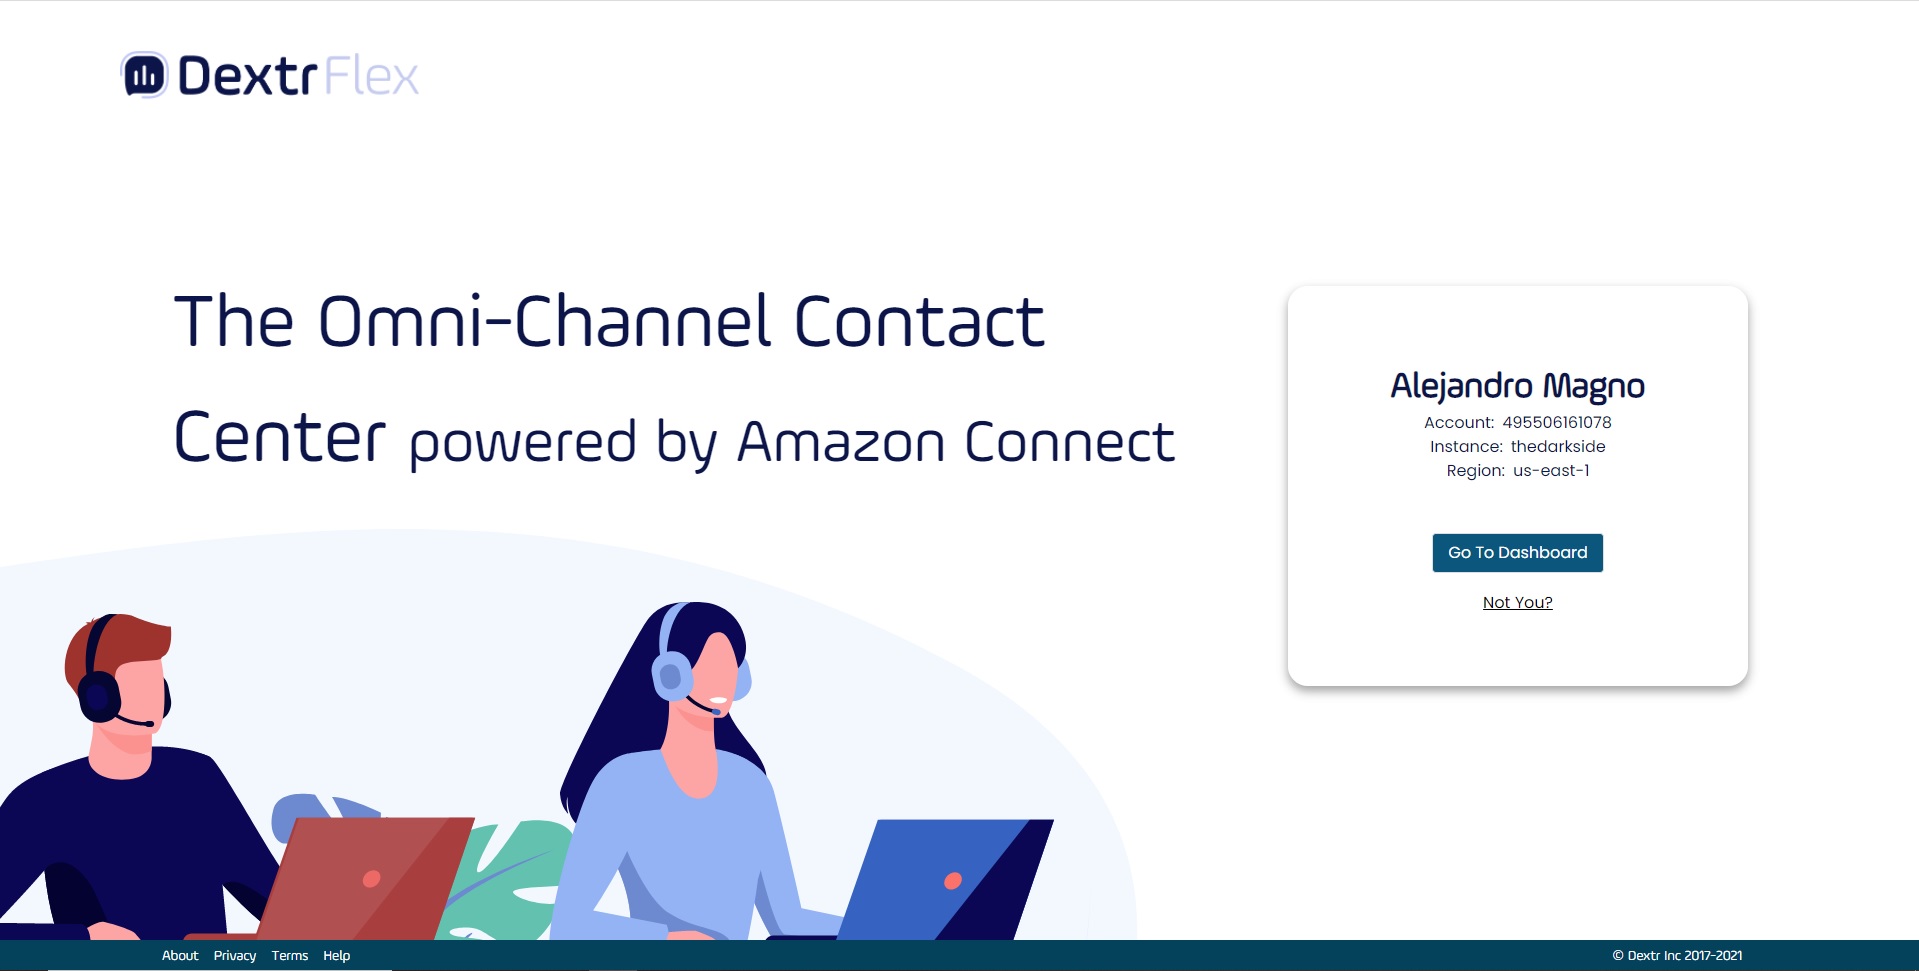 DextrFlex
The Omni-Channel Contact
Center powered by Amazon Connect
Alejandro Magno
Account: 495506161078
Instance: thedarkside
Region: us-east-1
Go To Dashboard
Not You?
About Privacy Terms Help
© Dextr Inc 2017-2021